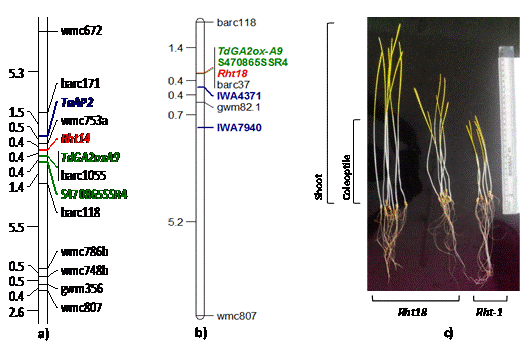 wmc672
5.3
barc171
TaAP2
1.5
wmc753a
0.5
0.4
Rht14
0.4
TdGA2oxA9
0.4
barc1055
1.4
S470865SSR4
barc118
5.5
wmc786b
0.5
wmc748b
0.5
gwm356
0.4
wmc807
2.6
a)
barc118
1.4
TdGA2ox-A9
S470865SSR4
Rht18
0.4
barc37
0.4
IWA4371
gwm82.1
0.7
IWA7940
5.2
wmc807
b)
Shoot
Coleoptile
Rht18
Rht-1
c)